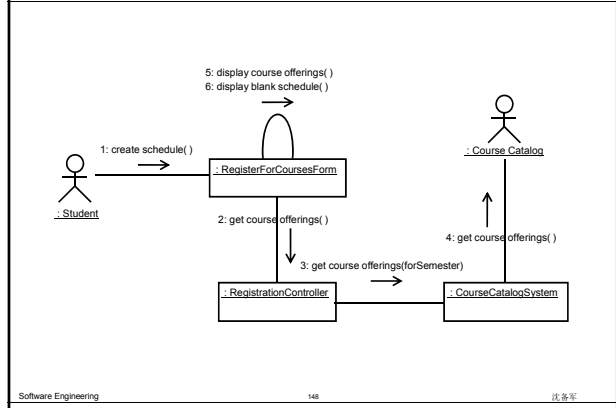 5: display course offerings( )
6: display blank schedule( )
: Course Catalog
1: create schedule( )
: RegisterForCoursesForm
: Student
2: get course offerings( )
4: get course offerings( )
3: get course offerings(forSemester)
: RegistrationController
: CourseCatalogSystem
Software Engineering
148
沈备军